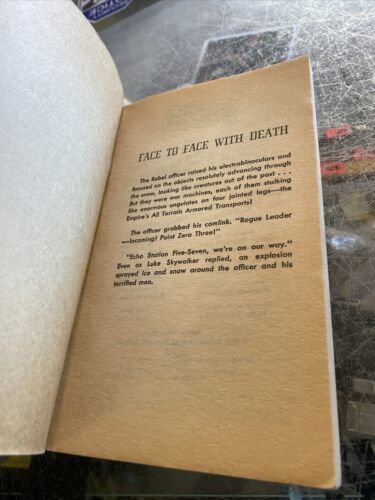 FACE TO FACE WITH DEATH
The Rebel officer raised his electrobinoculars and
focused on the objects resolutely advancing through
the snow, looking like creatures out of the past . . .
But they were war machines, each of them stalking
like enormous ungulates on four jointed legs—the
Empire's All Terrain Armored Transports!
The officer grabbed his comlink. "Rogue Leader
—Incoming! Point Zero Three!"
"Echo Station Five-Seven, we're on our way."
Even as Luke Skywalker replied, an explosion
sprayed ice and snow around the officer and his
terrified men.